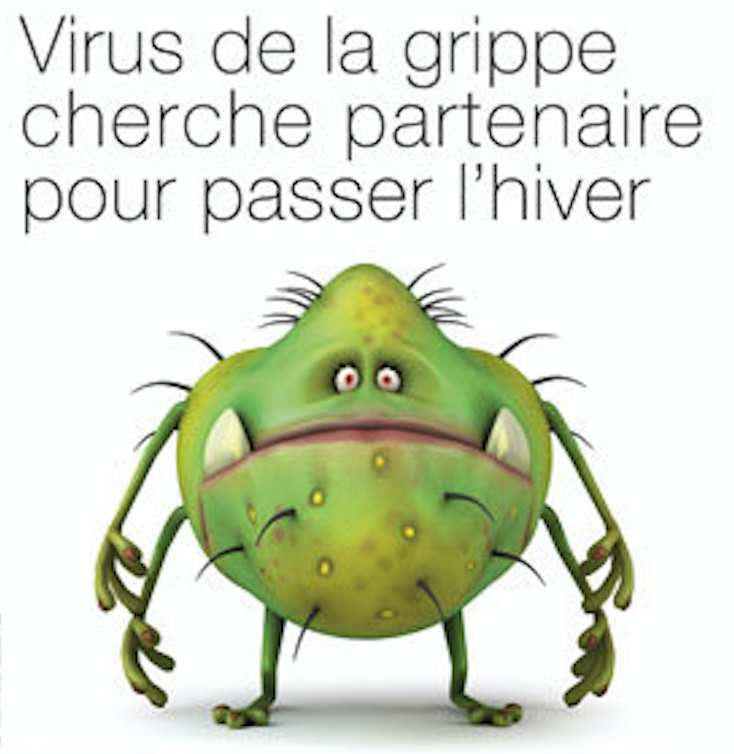 Virus de la grippe
cherche partenaire
pour passer l'hiver